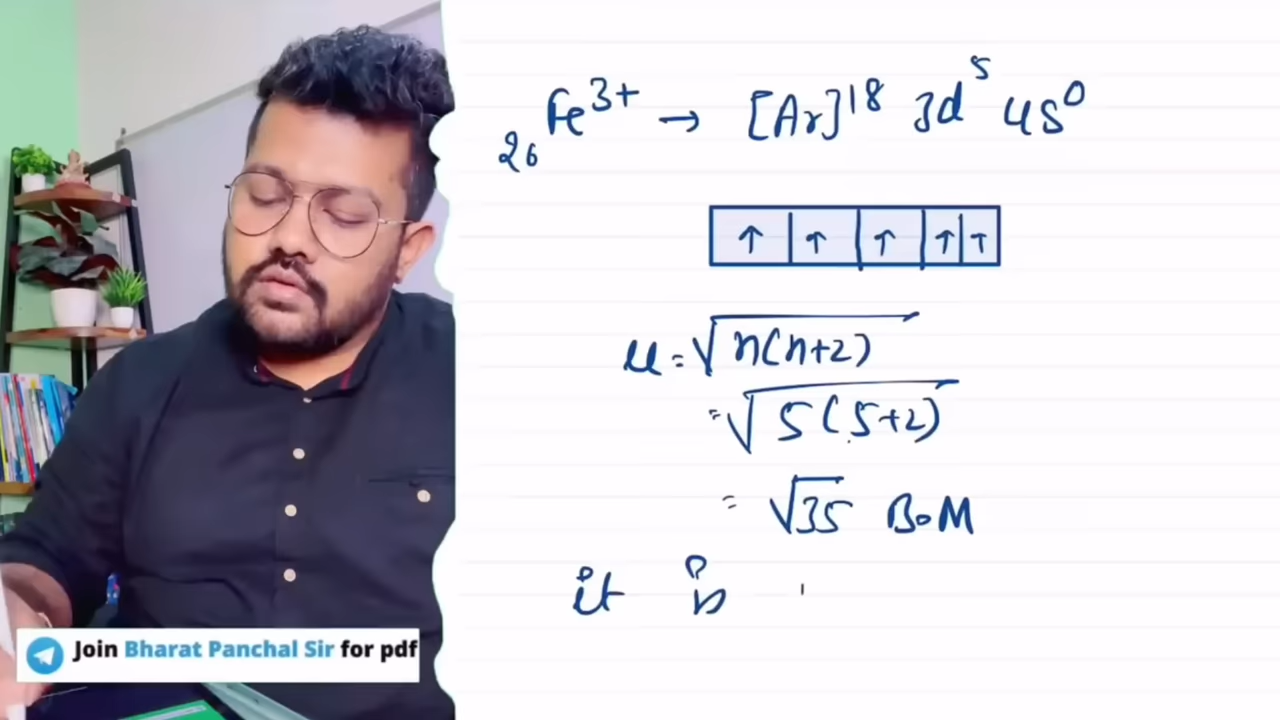 ₂₆Fe³⁺ → [Ar]¹⁸ 3d⁵ 4s⁰
↑ ↑ ↑ ↑ ↑
μ = √n(n+2)
= √5(5+2)
= √35 B.M
it is
Join Bharat Panchal Sir for pdf